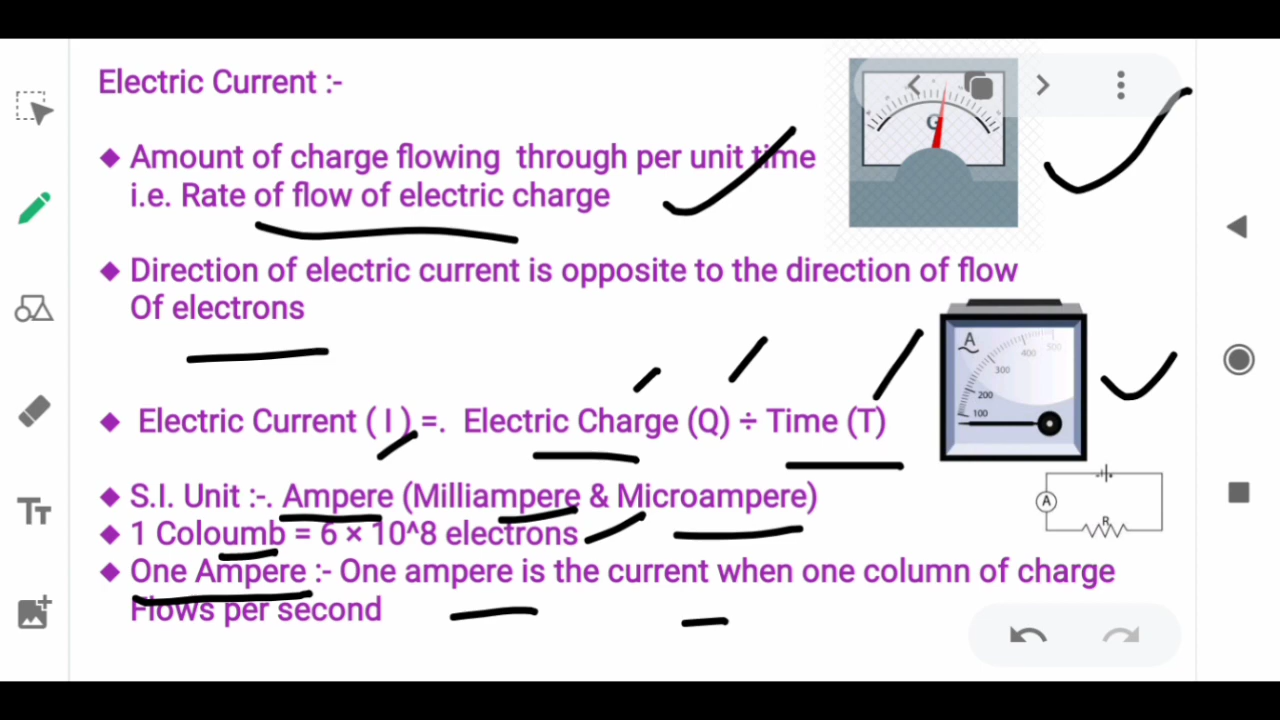 Electric Current :-
G
◆ Amount of charge flowing through per unit time
i.e. Rate of flow of electric charge
◆ Direction of electric current is opposite to the direction of flow
Of electrons
A
100 200 300 400 500
◆ Electric Current ( I ) =. Electric Charge (Q) ÷ Time (T)
◆ S.I. Unit :-. Ampere (Milliampere & Microampere)
A
R
◆ 1 Coloumb = 6 × 10^8 electrons
◆ One Ampere :- One ampere is the current when one column of charge
Flows per second
TT